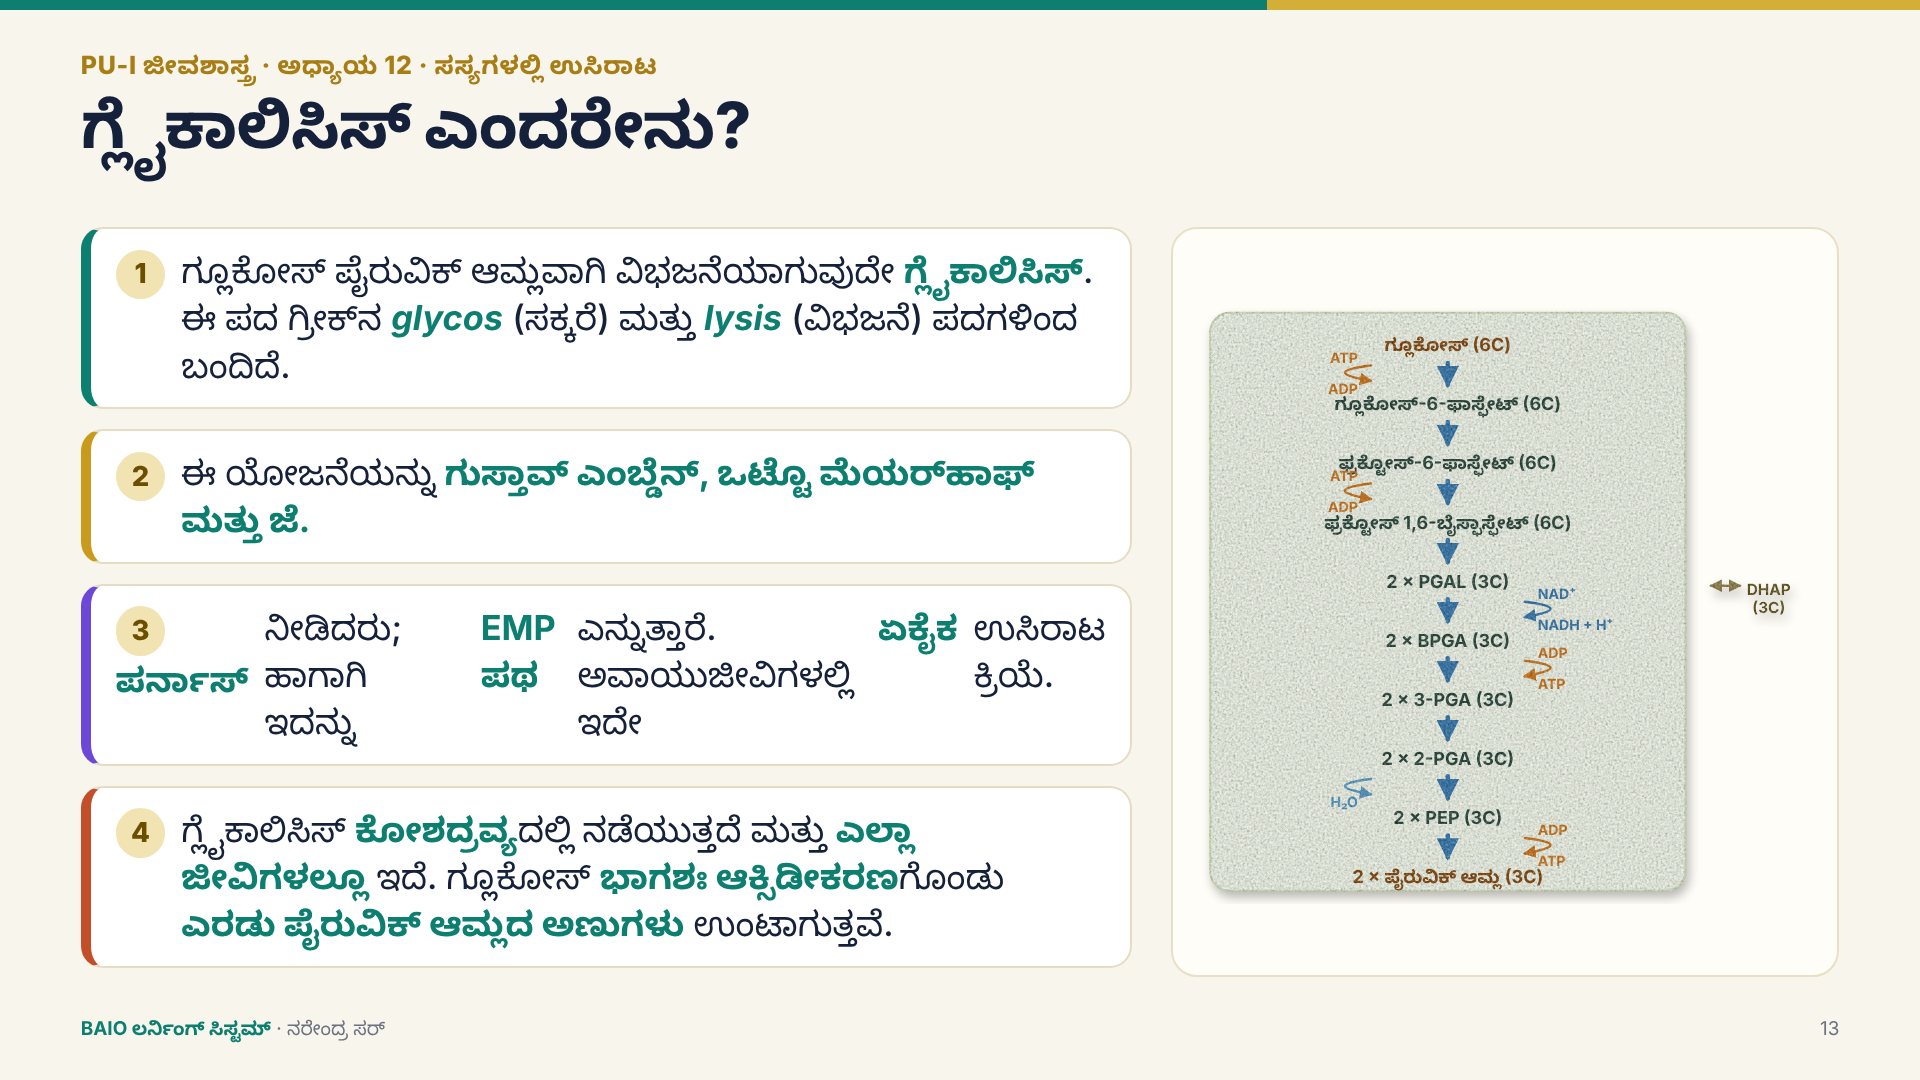 PU-I ಜೀವಶಾಸ್ತ್ರ · ಅಧ್ಯಾಯ 12 · ಸಸ್ಯಗಳಲ್ಲಿ ಉಸಿರಾಟ
ಗ್ಲೈಕಾಲಿಸಿಸ್ ಎಂದರೇನು?
1 ಗ್ಲೂಕೋಸ್ ಪೈರುವಿಕ್ ಆಮ್ಲವಾಗಿ ವಿಭಜನೆಯಾಗುವುದೇ ಗ್ಲೈಕಾಲಿಸಿಸ್.
ಈ ಪದ ಗ್ರೀಕ್‌ನ glycos (ಸಕ್ಕರೆ) ಮತ್ತು lysis (ವಿಭಜನೆ) ಪದಗಳಿಂದ
ಬಂದಿದೆ.
2 ಈ ಯೋಜನೆಯನ್ನು ಗುಸ್ತಾವ್ ಎಂಬ್ಡೆನ್, ಒಟ್ಟೊ ಮೆಯರ್‌ಹಾಫ್
ಮತ್ತು ಜೆ.
3
ಪರ್ನಾಸ್
ನೀಡಿದರು;
ಹಾಗಾಗಿ
ಇದನ್ನು
EMP
ಪಥ
ಎನ್ನುತ್ತಾರೆ.
ಅವಾಯುಜೀವಿಗಳಲ್ಲಿ
ಇದೇ
ಏಕೈಕ
ಉಸಿರಾಟ
ಕ್ರಿಯೆ.
4 ಗ್ಲೈಕಾಲಿಸಿಸ್ ಕೋಶದ್ರವ್ಯದಲ್ಲಿ ನಡೆಯುತ್ತದೆ ಮತ್ತು ಎಲ್ಲಾ
ಜೀವಿಗಳಲ್ಲೂ ಇದೆ. ಗ್ಲೂಕೋಸ್ ಭಾಗಶಃ ಆಕ್ಸಿಡೀಕರಣಗೊಂಡು
ಎರಡು ಪೈರುವಿಕ್ ಆಮ್ಲದ ಅಣುಗಳು ಉಂಟಾಗುತ್ತವೆ.
ಗ್ಲೂಕೋಸ್ (6C)
ATP
ADP
ಗ್ಲೂಕೋಸ್-6-ಫಾಸ್ಫೇಟ್ (6C)
ಫ್ರಕ್ಟೋಸ್-6-ಫಾಸ್ಫೇಟ್ (6C)
ATP
ADP
ಫ್ರಕ್ಟೋಸ್ 1,6-ಬೈಸ್ಫಾಸ್ಫೇಟ್ (6C)
2 × PGAL (3C)
DHAP
(3C)
NAD⁺
NADH + H⁺
2 × BPGA (3C)
ADP
ATP
2 × 3-PGA (3C)
2 × 2-PGA (3C)
H₂O
2 × PEP (3C)
ADP
ATP
2 × ಪೈರುವಿಕ್ ಆಮ್ಲ (3C)
BAIO ಲರ್ನಿಂಗ್ ಸಿಸ್ಟಮ್ · ನರೇಂದ್ರ ಸರ್
13